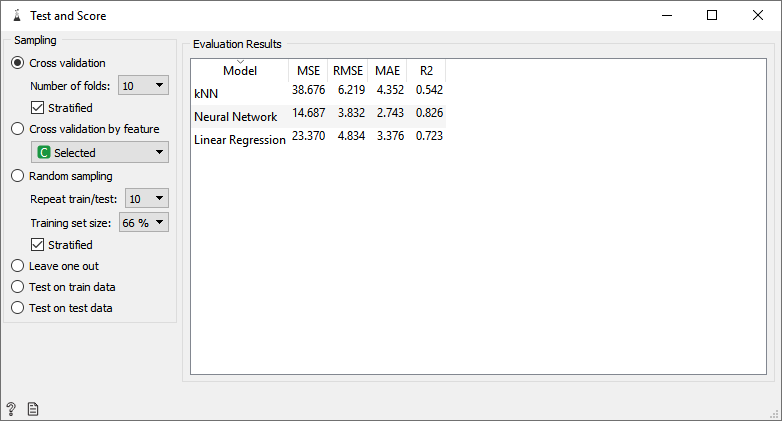 Test and Score
Sampling
Cross validation
Number of folds: 10
Stratified
Cross validation by feature
C Selected
Random sampling
Repeat train/test: 10
Training set size: 66 %
Stratified
Leave one out
Test on train data
Test on test data
Evaluation Results
Model MSE RMSE MAE R2
kNN 38.676 6.219 4.352 0.542
Neural Network 14.687 3.832 2.743 0.826
Linear Regression 23.370 4.834 3.376 0.723
?